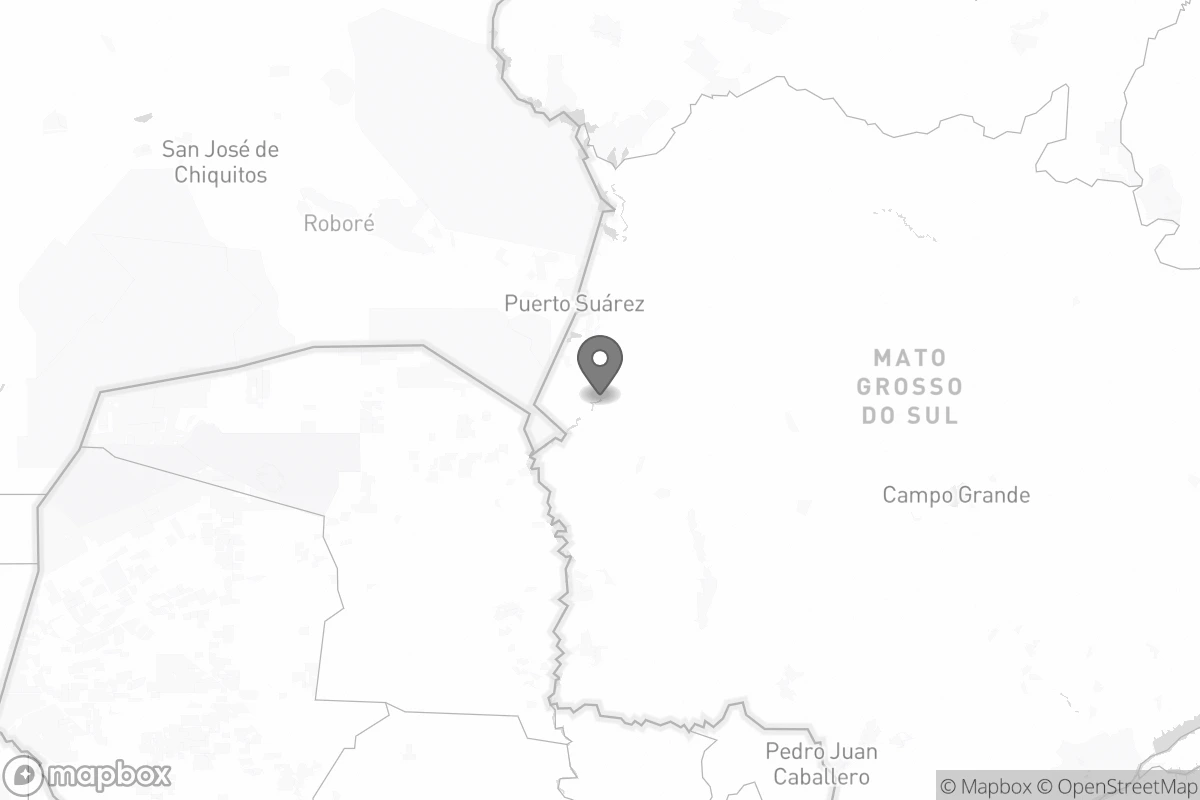 San José de
Chiquitos
Roboré
Puerto Suárez
MATO
GROSSO
DO SUL
Campo Grande
Pedro Juan
Caballero
mapbox
© Mapbox © OpenStreetMap